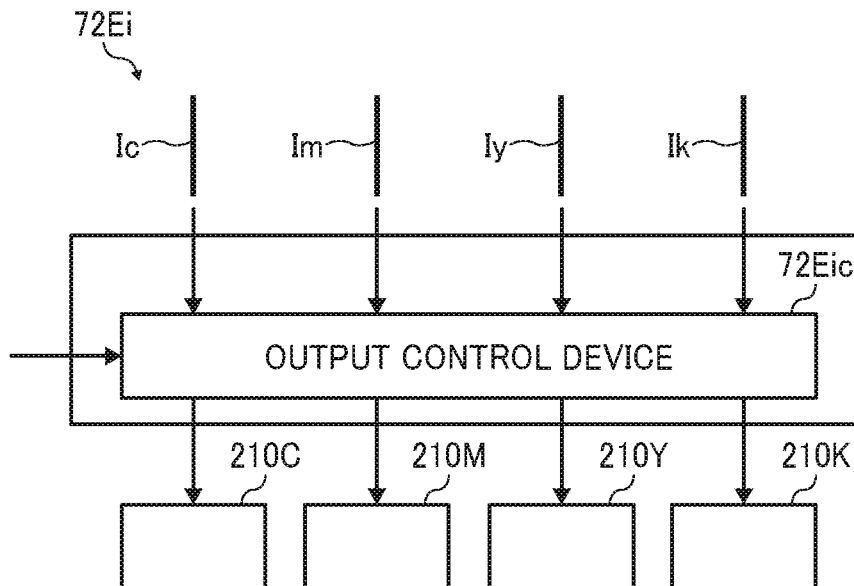 72Ei
Ic Im Iy Ik
72Eic
OUTPUT CONTROL DEVICE
210C 210M 210Y 210K